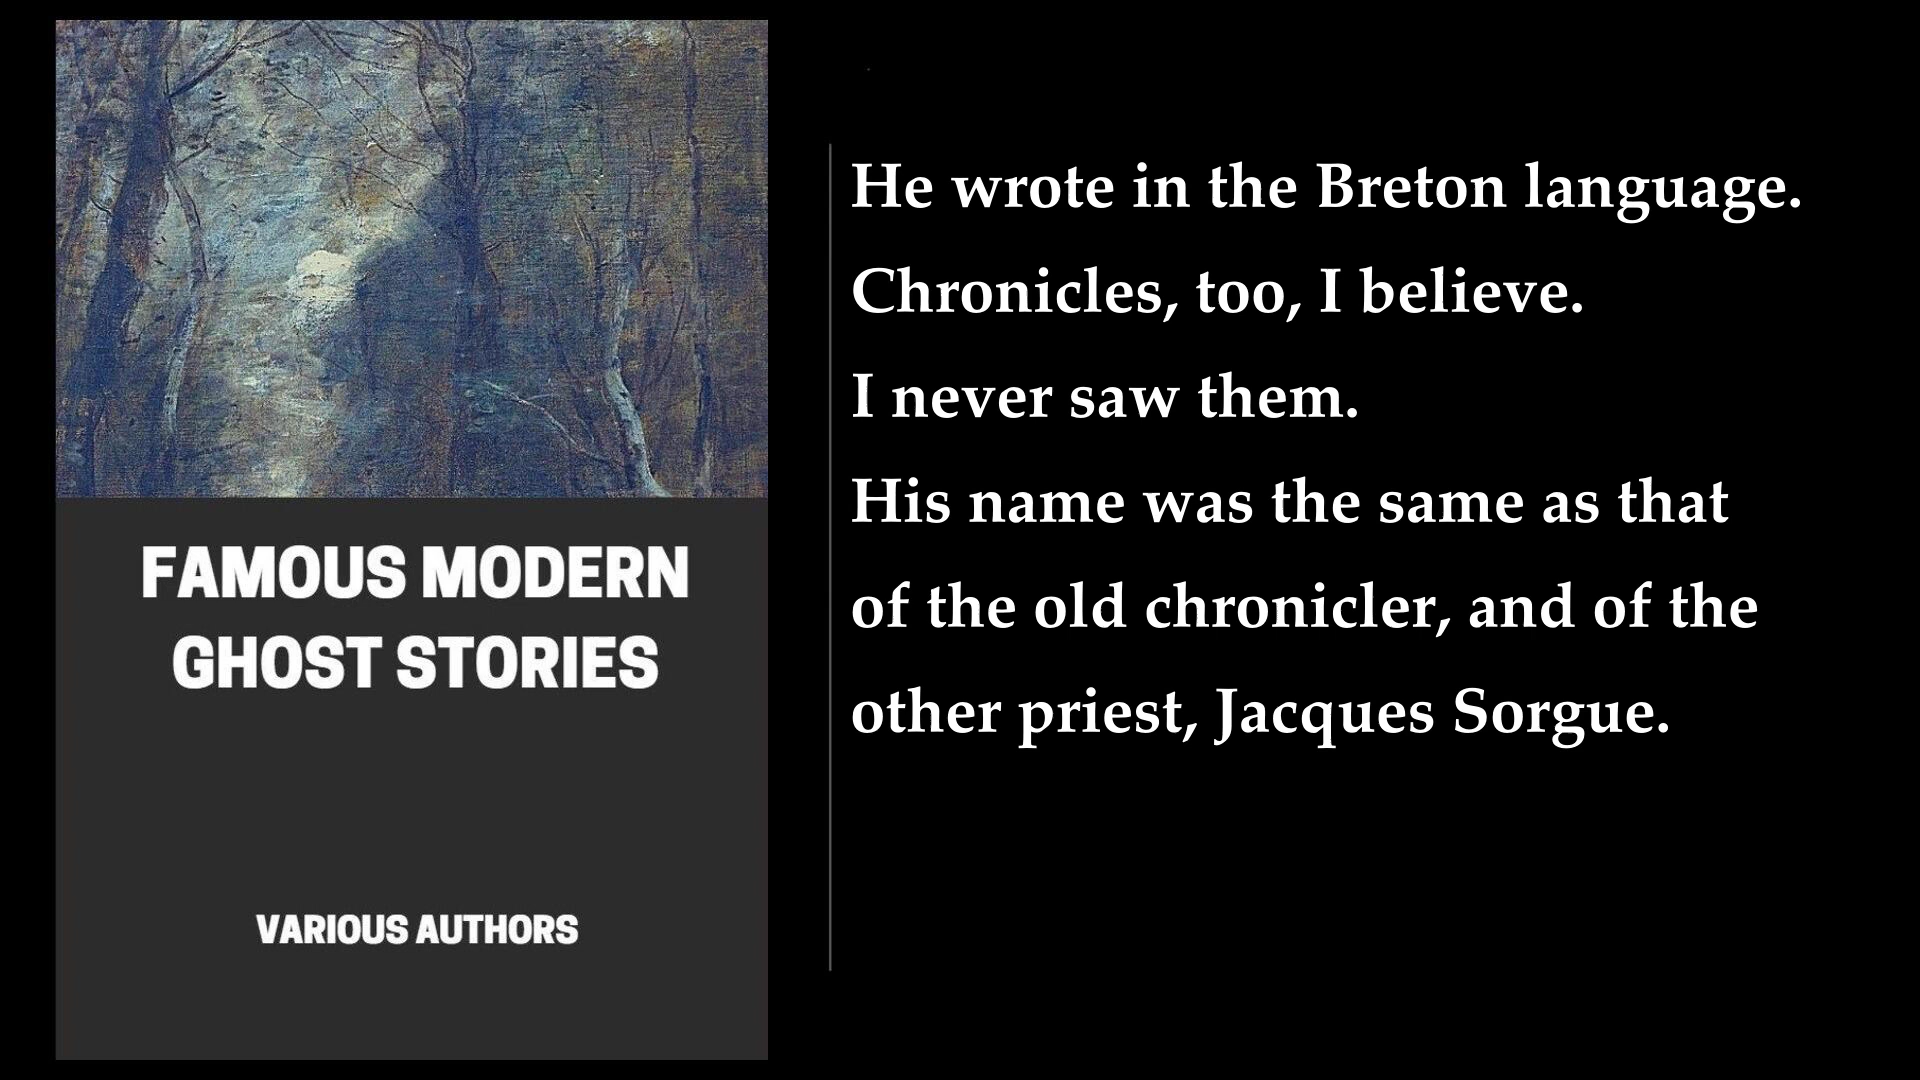 FAMOUS MODERN
GHOST STORIES
VARIOUS AUTHORS
He wrote in the Breton language.
Chronicles, too, I believe.
I never saw them.
His name was the same as that
of the old chronicler, and of the
other priest, Jacques Sorgue.